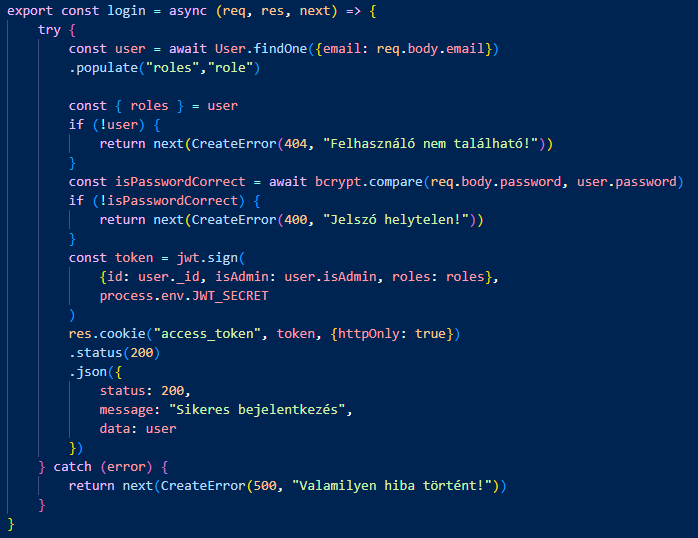 export const login = async (req, res, next) => {
    try {
        const user = await User.findOne({email: req.body.email})
        .populate("roles","role")

        const { roles } = user
        if (!user) {
            return next(CreateError(404, "Felhasználó nem található!"))
        }
        const isPasswordCorrect = await bcrypt.compare(req.body.password, user.password)
        if (!isPasswordCorrect) {
            return next(CreateError(400, "Jelszó helytelen!"))
        }
        const token = jwt.sign(
            {id: user._id, isAdmin: user.isAdmin, roles: roles},
            process.env.JWT_SECRET
        )
        res.cookie("access_token", token, {httpOnly: true})
        .status(200)
        .json({
            status: 200,
            message: "Sikeres bejelentkezés",
            data: user
        })
    } catch (error) {
        return next(CreateError(500, "Valamilyen hiba történt!"))
    }
}